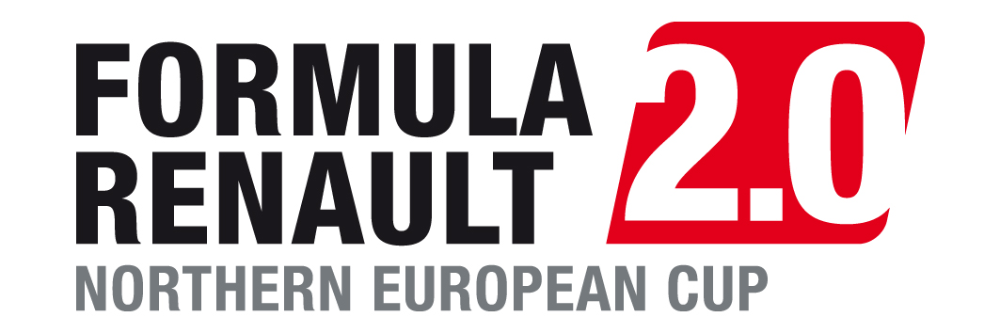 FORMULA
RENAULT
2.0
NORTHERN EUROPEAN CUP